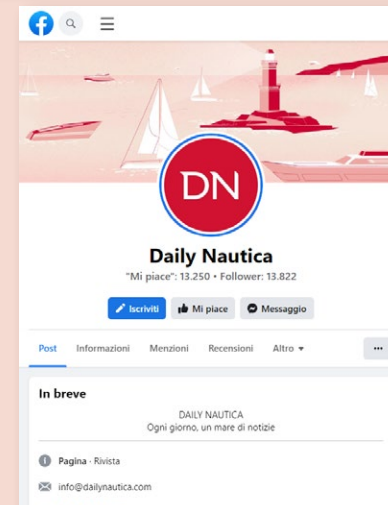 DN
Daily Nautica
"Mi piace": 13.250 • Follower: 13.822
Iscriviti Mi piace Messaggio
Post Informazioni Menzioni Recensioni Altro
In breve
DAILY NAUTICA
Ogni giorno, un mare di notizie
Pagina · Rivista
info@dailynautica.com